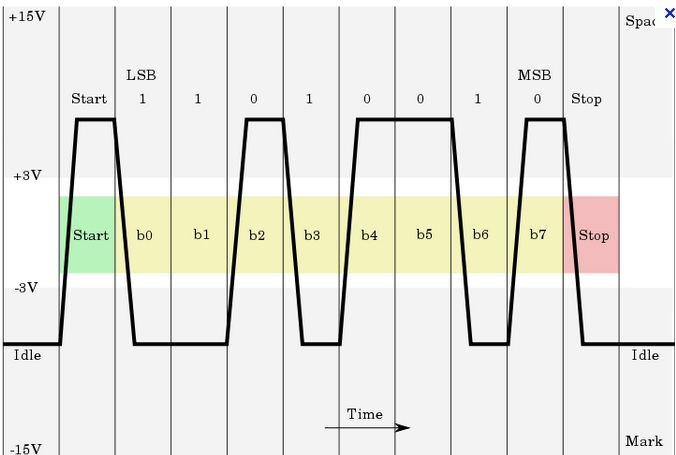 +15V
Spac
LSB
MSB
Start 1 1 0 1 0 0 1 0 Stop
+3V
Start b0 b1 b2 b3 b4 b5 b6 b7 Stop
-3V
Idle Idle
Time
Mark
-15V